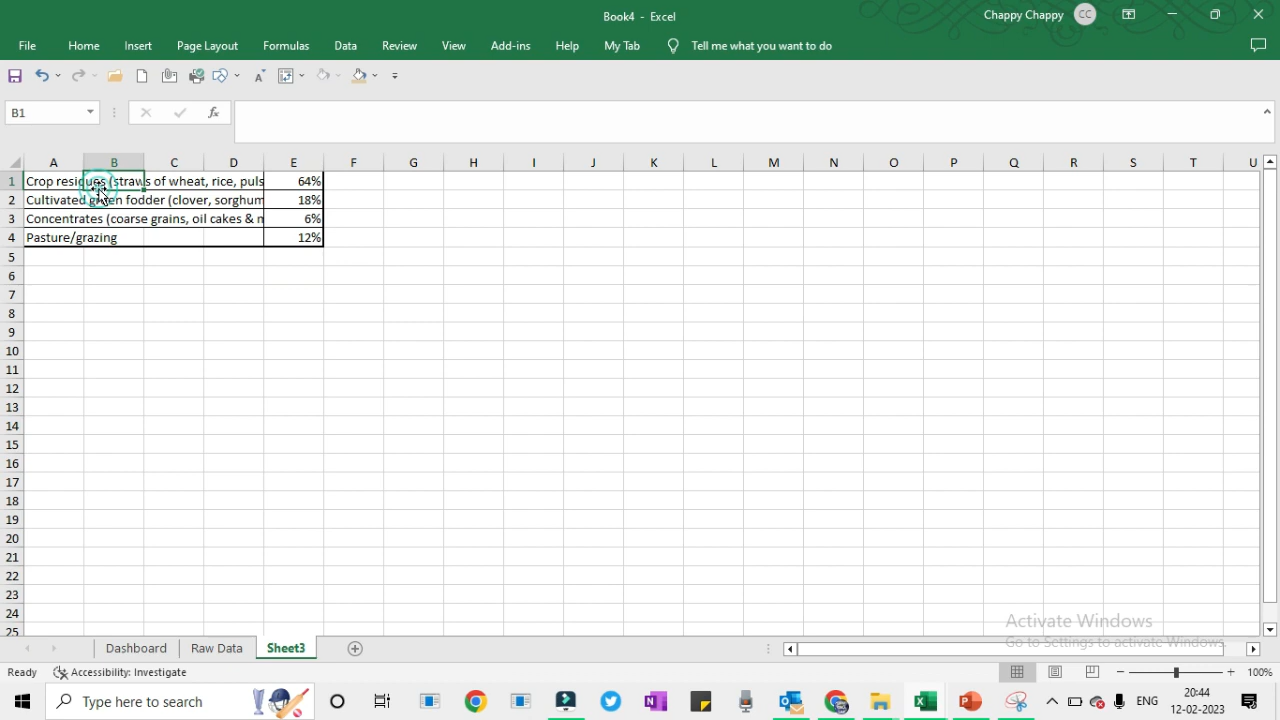 Book4 - Excel
Chappy Chappy CC
File Home Insert Page Layout Formulas Data Review View Add-ins Help My Tab Tell me what you want to do
B1 fx
A B C D E F G H I J K L M N O P Q R S T U
1 Crop residues (straws of wheat, rice, puls 64%
2 Cultivated green fodder (clover, sorghum 18%
3 Concentrates (coarse grains, oil cakes & n 6%
4 Pasture/grazing 12%
5
6
7
8
9
10
11
12
13
14
15
16
17
18
19
20
21
22
23
24
25
Activate Windows
Go to Settings to activate Windows.
Dashboard Raw Data Sheet3
Ready Accessibility: Investigate 100%
Type here to search ENG 20:44
12-02-2023